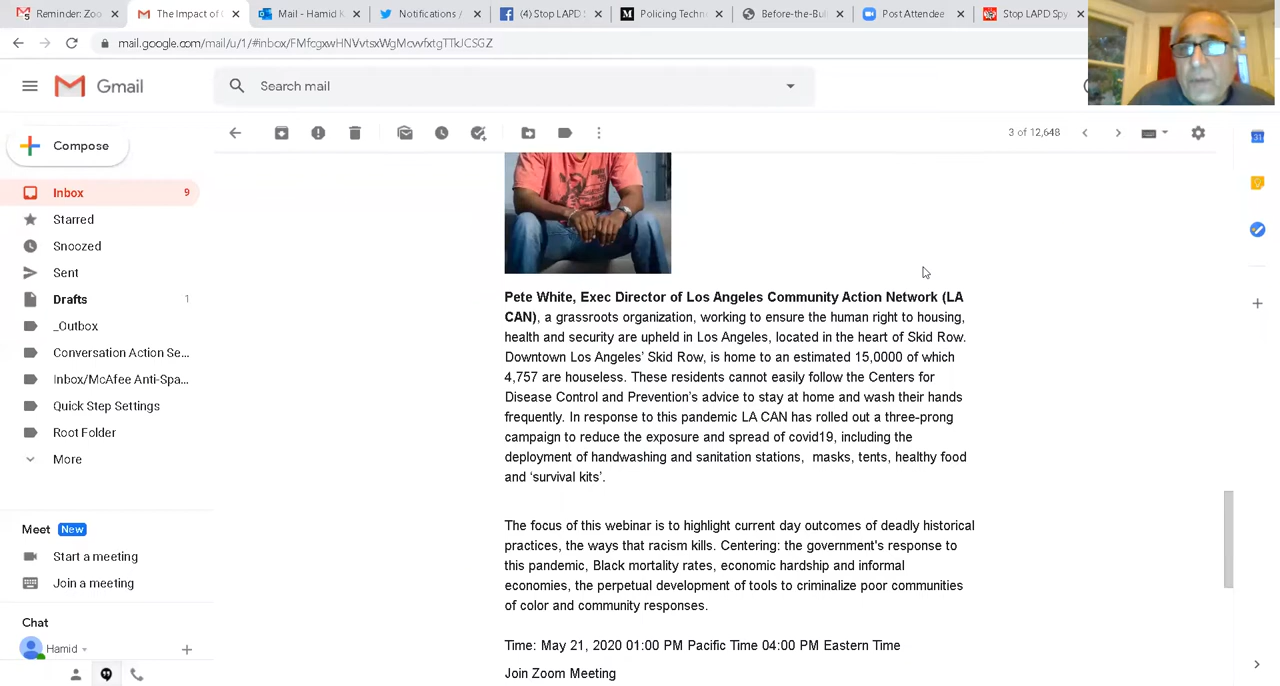 Reminder: Zoo
The Impact of
Mail - Hamid K
Notifications /
(4) Stop LAPD S
Policing Techn
Before-the-Bul
Post Attendee
Stop LAPD Spy
mail.google.com/mail/u/1/#inbox/FMfcgxwHNVvtsxWgMcvvfxtgTTkJCSGZ
Gmail
Search mail
3 of 12,648
Compose
Inbox 9
Starred
Snoozed
Sent
Drafts 1
_Outbox
Conversation Action Se...
Inbox/McAfee Anti-Spa...
Quick Step Settings
Root Folder
More
Meet New
Start a meeting
Join a meeting
Chat
Hamid
Pete White, Exec Director of Los Angeles Community Action Network (LA
CAN), a grassroots organization, working to ensure the human right to housing,
health and security are upheld in Los Angeles, located in the heart of Skid Row.
Downtown Los Angeles' Skid Row, is home to an estimated 15,0000 of which
4,757 are houseless. These residents cannot easily follow the Centers for
Disease Control and Prevention's advice to stay at home and wash their hands
frequently. In response to this pandemic LA CAN has rolled out a three-prong
campaign to reduce the exposure and spread of covid19, including the
deployment of handwashing and sanitation stations, masks, tents, healthy food
and ‘survival kits’.
The focus of this webinar is to highlight current day outcomes of deadly historical
practices, the ways that racism kills. Centering: the government's response to
this pandemic, Black mortality rates, economic hardship and informal
economies, the perpetual development of tools to criminalize poor communities
of color and community responses.
Time: May 21, 2020 01:00 PM Pacific Time 04:00 PM Eastern Time
Join Zoom Meeting